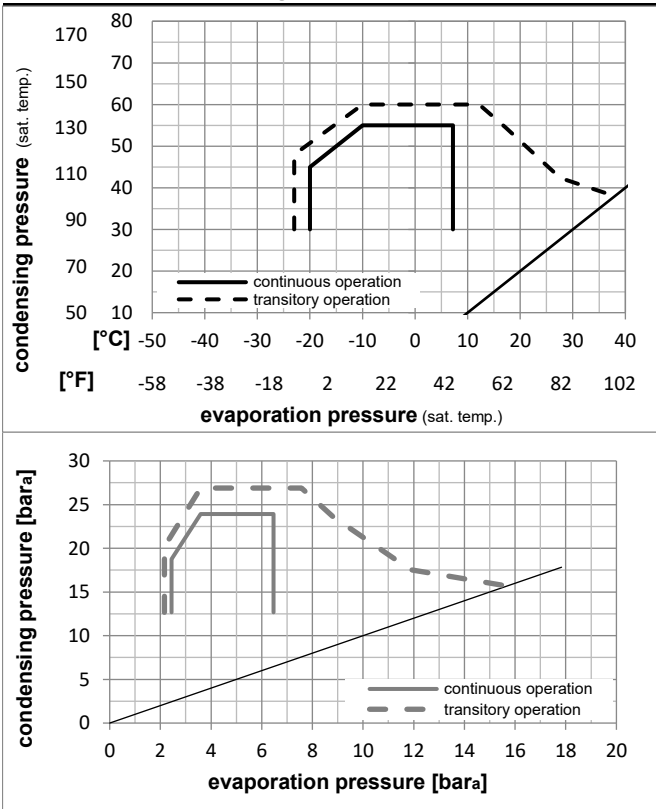 condensing pressure (sat. temp.)
170 80
70
150 60
130 50
110 40
90 30
70 20
50 10
continuous operation
transitory operation
[°C] -50 -40 -30 -20 -10 0 10 20 30 40
[°F] -58 -38 -18 2 22 42 62 82 102
evaporation pressure (sat. temp.)
condensing pressure [bara]
30
25
20
15
10
5
0
continuous operation
transitory operation
0 2 4 6 8 10 12 14 16 18 20
evaporation pressure [bara]